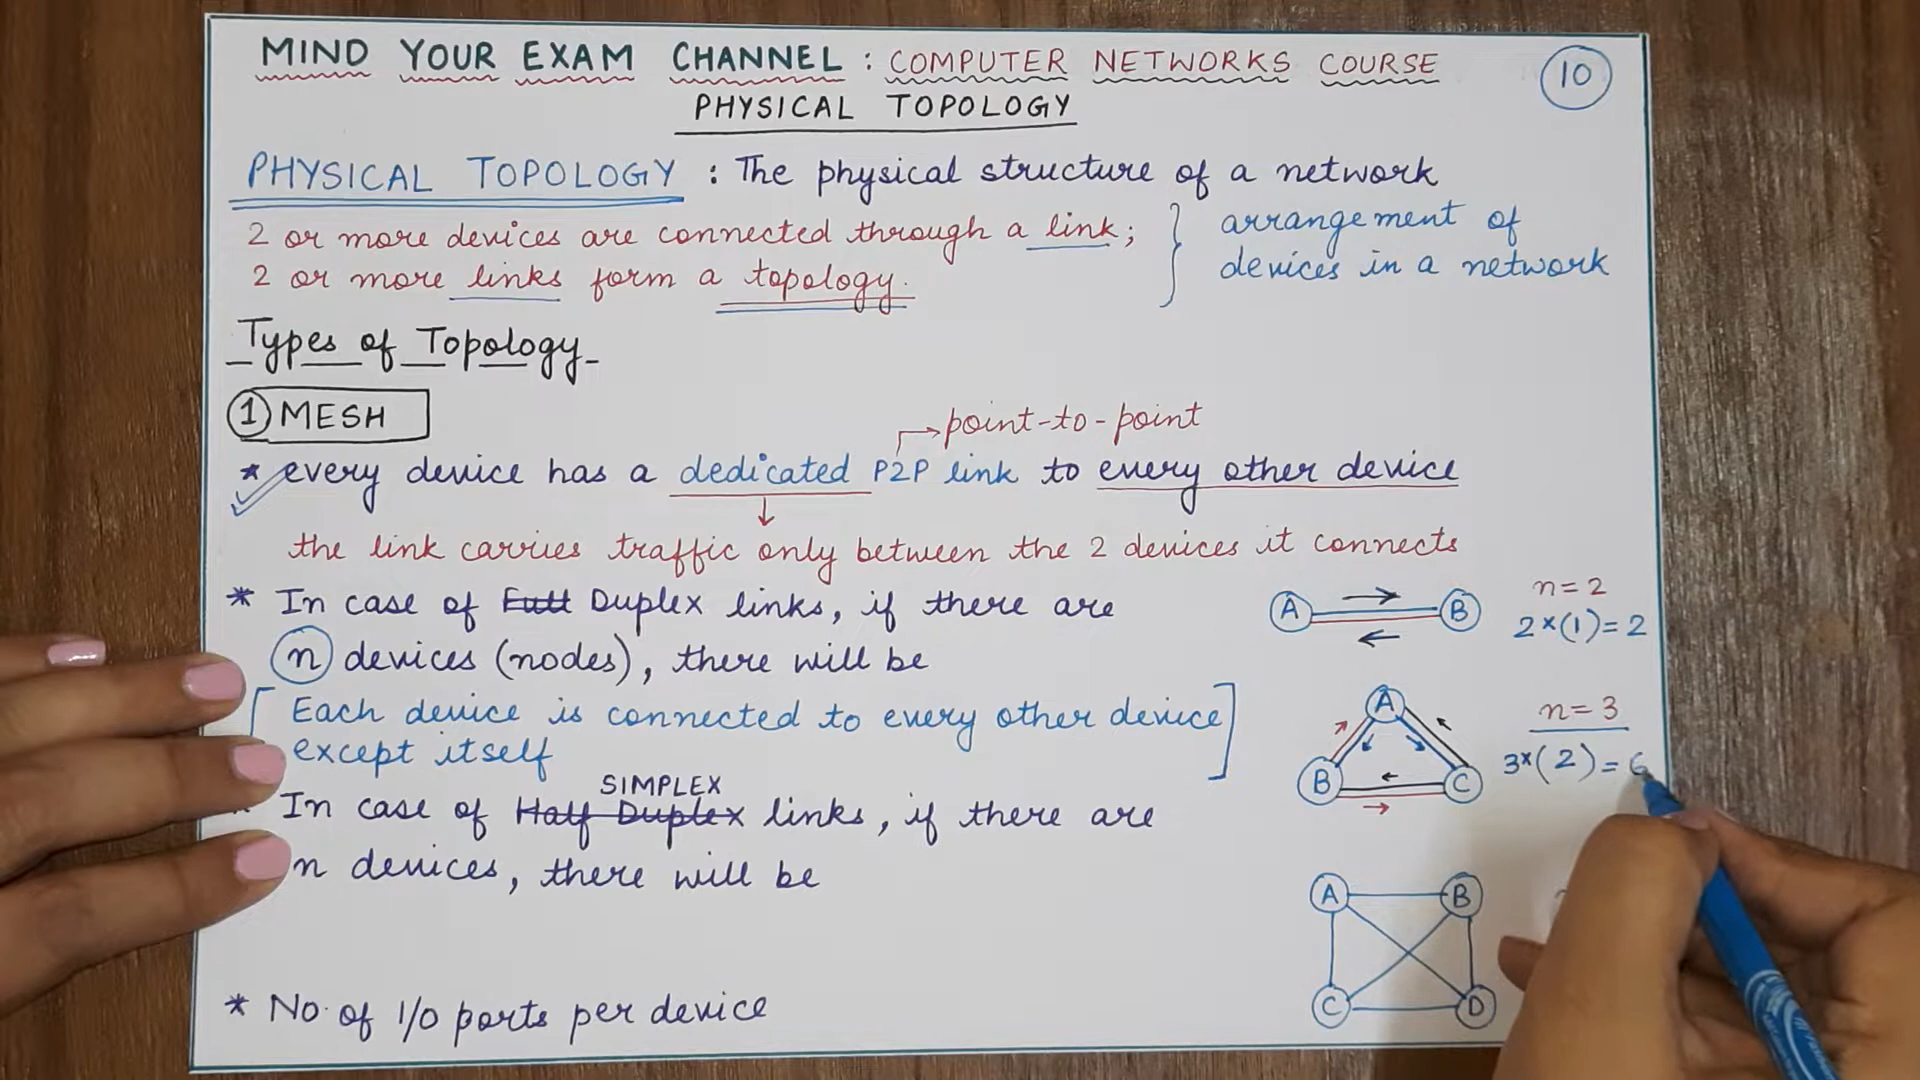 MIND YOUR EXAM CHANNEL : COMPUTER NETWORKS COURSE
10
PHYSICAL TOPOLOGY
PHYSICAL TOPOLOGY : The physical structure of a network
2 or more devices are connected through a link;
2 or more links form a topology.
arrangement of
devices in a network
Types of Topology
1 MESH
point-to-point
* every device has a dedicated P2P link to every other device
the link carries traffic only between the 2 devices it connects
* In case of Full Duplex links, if there are
n devices (nodes), there will be
[Each device is connected to every other device
except itself]
SIMPLEX
* In case of Half Duplex links, if there are
n devices, there will be
* No. of I/O ports per device
A B
n=2
2×(1)=2
A
B C
n=3
3×(2)=6
A B
C D